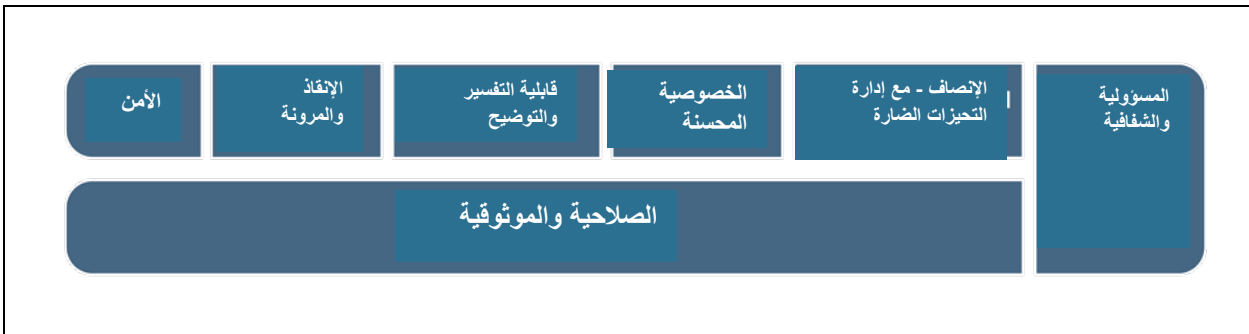 المسؤولية
والشفافية
الإنصاف - مع إدارة
التحيزات الضارة
الخصوصية
المحسنة
قابلية التفسير
والتوضيح
الإنقاذ
والمرونة
الأمن
الصلاحية والموثوقية